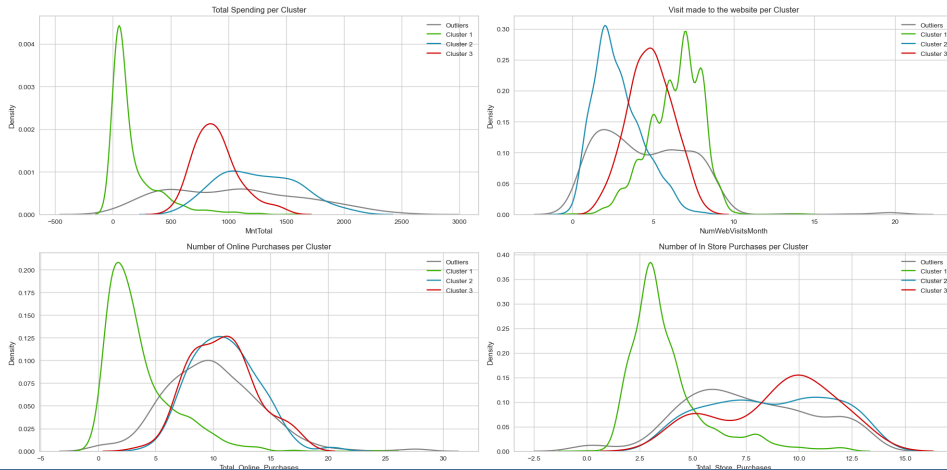 Total Spending per Cluster
Outliers
Cluster 1
Cluster 2
Cluster 3
0.004
0.003
0.002
0.001
0.000
Density
−500 0 500 1000 1500 2000 2500 3000
MntTotal
Visit made to the website per Cluster
Outliers
Cluster 1
Cluster 2
Cluster 3
0.30
0.25
0.20
0.15
0.10
0.05
0.00
Density
0 5 10 15 20
NumWebVisitsMonth
Number of Online Purchases per Cluster
Outliers
Cluster 1
Cluster 2
Cluster 3
0.200
0.175
0.150
0.125
0.100
0.075
0.050
0.025
0.000
Density
−5 0 5 10 15 20 25 30
Total_Online_Purchases
Number of In Store Purchases per Cluster
Outliers
Cluster 1
Cluster 2
Cluster 3
0.40
0.35
0.30
0.25
0.20
0.15
0.10
0.05
0.00
Density
−2.5 0.0 2.5 5.0 7.5 10.0 12.5 15.0
Total_Store_Purchases